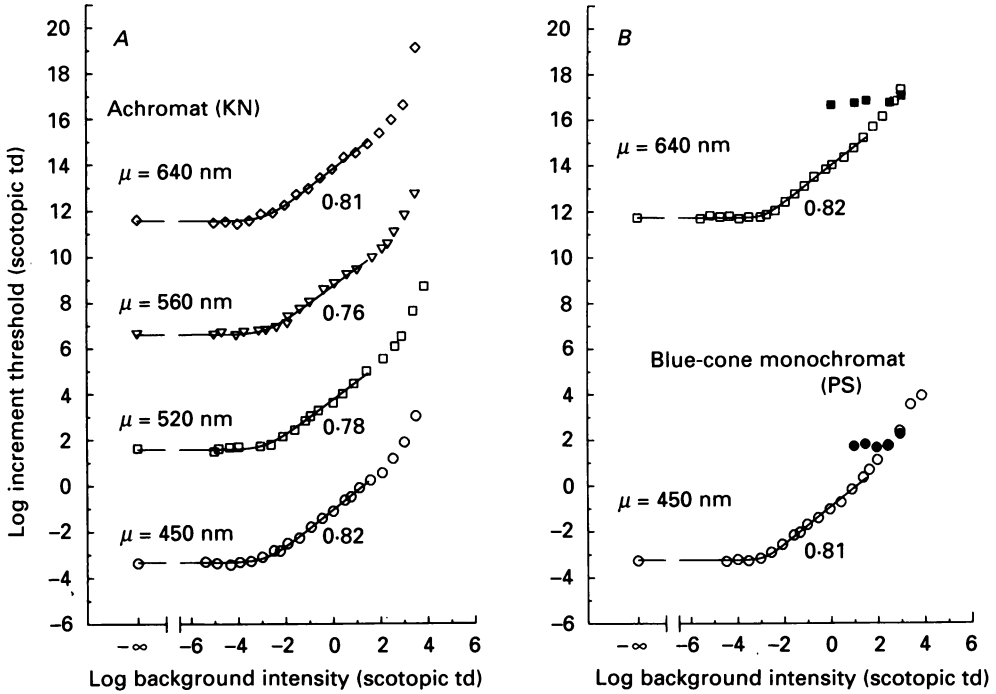 A
B
Log increment threshold (scotopic td)
20
18
16
14
12
10
8
6
4
2
0
−2
−4
−6
Achromat (KN)
μ = 640 nm
0·81
μ = 560 nm
0·76
μ = 520 nm
0·78
μ = 450 nm
0·82
−∞ −6 −4 −2 0 2 4 6
Log background intensity (scotopic td)
20
18
16
14
12
10
8
6
4
2
0
−2
−4
−6
μ = 640 nm
0·82
Blue-cone monochromat
(PS)
μ = 450 nm
0·81
−∞ −6 −4 −2 0 2 4 6
Log background intensity (scotopic td)